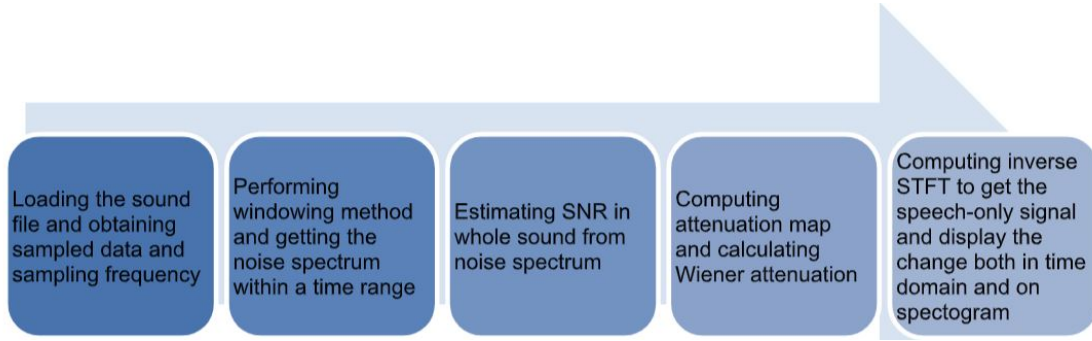 Loading the sound
file and obtaining
sampled data and
sampling frequency
Performing
windowing method
and getting the
noise spectrum
within a time range
Estimating SNR in
whole sound from
noise spectrum
Computing
attenuation map
and calculating
Wiener attenuation
Computing inverse
STFT to get the
speech-only signal
and display the
change both in time
domain and on
spectogram